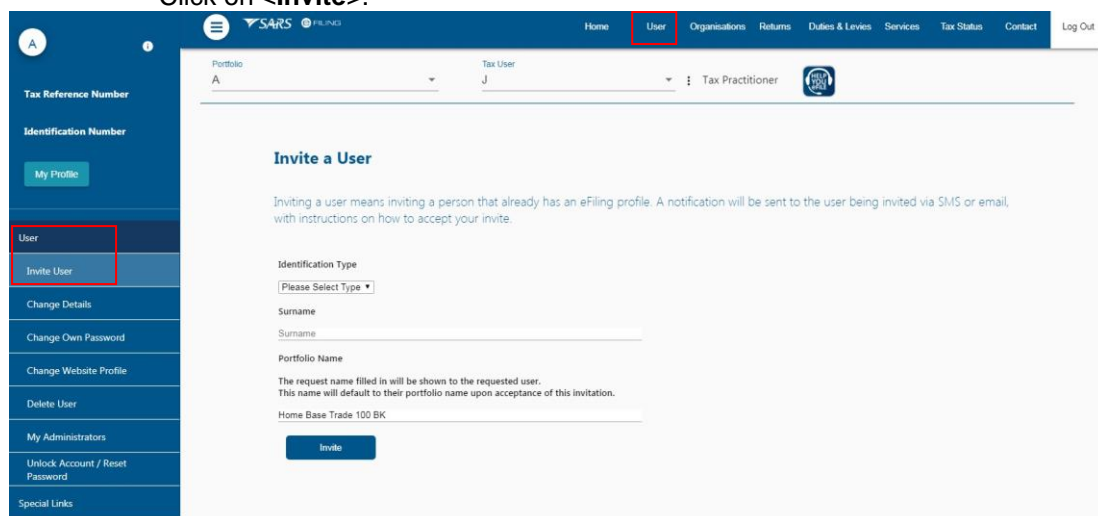 Click on <Invite>.
SARS eFILING
Home User Organisations Returns Duties & Levies Services Tax Status Contact Log Out
A
Portfolio Tax User
A J Tax Practitioner
HELP YOU eFILE
Tax Reference Number
Identification Number
My Profile
Invite a User
Inviting a user means inviting a person that already has an eFiling profile. A notification will be sent to the user being invited via SMS or email,
with instructions on how to accept your invite.
User
Invite User
Change Details
Change Own Password
Change Website Profile
Delete User
My Administrators
Unlock Account / Reset
Password
Special Links
Identification Type
Please Select Type
Surname
Surname
Portfolio Name
The request name filled in will be shown to the requested user.
This name will default to their portfolio name upon acceptance of this invitation.
Home Base Trade 100 BK
Invite